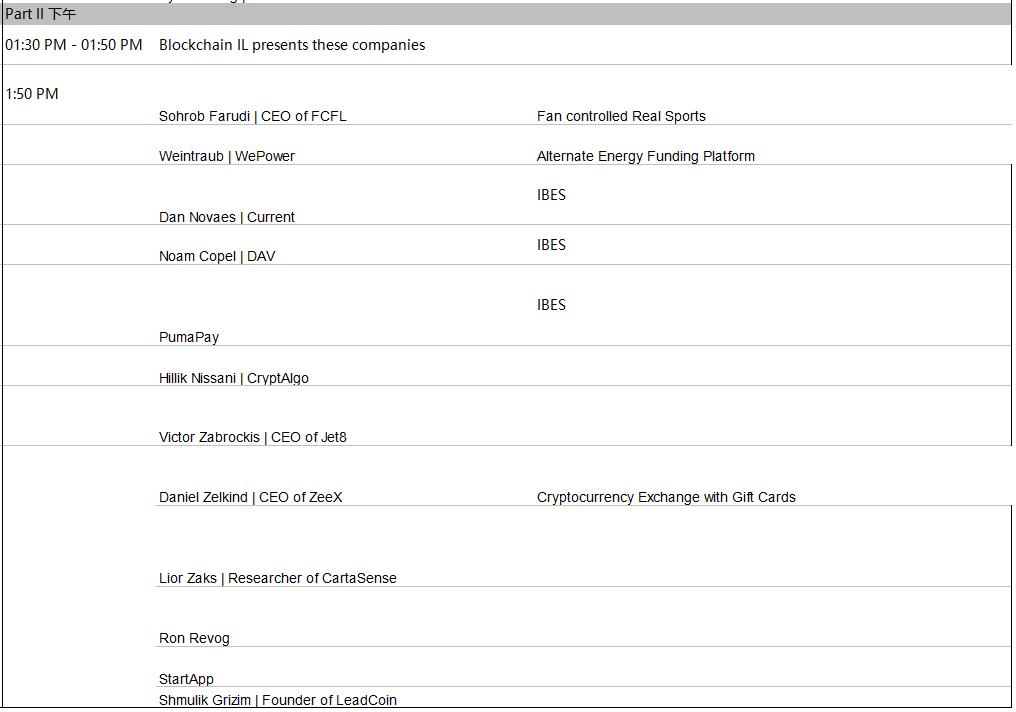 Part II 下午
01:30 PM - 01:50 PM Blockchain IL presents these companies
1:50 PM
Sohrob Farudi | CEO of FCFL Fan controlled Real Sports
Weintraub | WePower Alternate Energy Funding Platform
IBES
Dan Novaes | Current
IBES
Noam Copel | DAV
IBES
PumaPay
Hillik Nissani | CryptAlgo
Victor Zabrockis | CEO of Jet8
Daniel Zelkind | CEO of ZeeX Cryptocurrency Exchange with Gift Cards
Lior Zaks | Researcher of CartaSense
Ron Revog
StartApp
Shmulik Grizim | Founder of LeadCoin